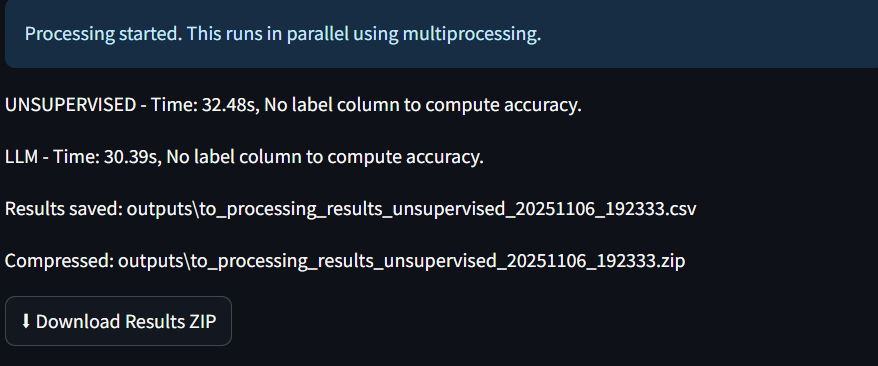 Processing started. This runs in parallel using multiprocessing.
UNSUPERVISED - Time: 32.48s, No label column to compute accuracy.
LLM - Time: 30.39s, No label column to compute accuracy.
Results saved: outputs\to_processing_results_unsupervised_20251106_192333.csv
Compressed: outputs\to_processing_results_unsupervised_20251106_192333.zip
⬇ Download Results ZIP